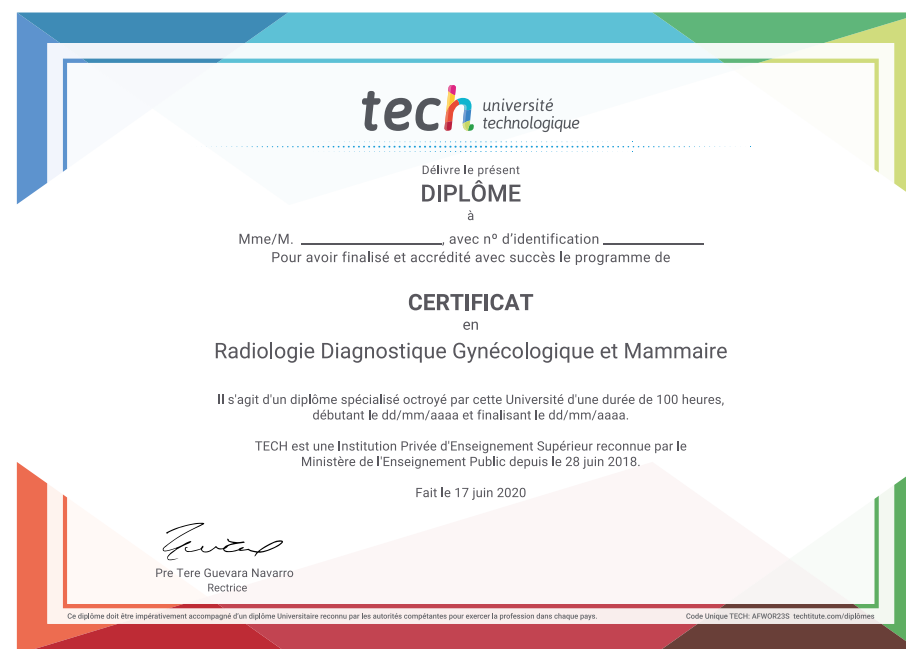 tech université
technologique
Délivre le présent
DIPLÔME
à
Mme/M. ____________________, avec nº d'identification ______________
Pour avoir finalisé et accrédité avec succès le programme de
CERTIFICAT
en
Radiologie Diagnostique Gynécologique et Mammaire
Il s'agit d'un diplôme spécialisé octroyé par cette Université d'une durée de 100 heures,
débutant le dd/mm/aaaa et finalisant le dd/mm/aaaa.
TECH est une Institution Privée d'Enseignement Supérieur reconnue par le
Ministère de l'Enseignement Public depuis le 28 juin 2018.
Fait le 17 juin 2020
Pre Tere Guevara Navarro
Rectrice
Ce diplôme doit être impérativement accompagné d'un diplôme Universitaire reconnu par les autorités compétentes pour exercer la profession dans chaque pays.
Code Unique TECH: AFWOR23S techtitute.com/diplômes